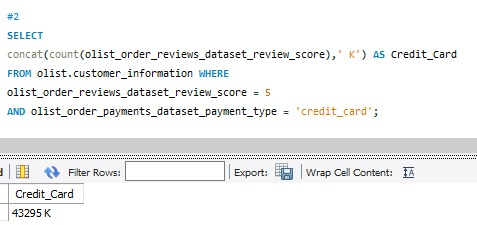 #2
SELECT
concat(count(olist_order_reviews_dataset_review_score),' K') AS Credit_Card
FROM olist.customer_information WHERE
olist_order_reviews_dataset_review_score = 5
AND olist_order_payments_dataset_payment_type = 'credit_card';
Filter Rows: Export: Wrap Cell Content:
Credit_Card
43295 K